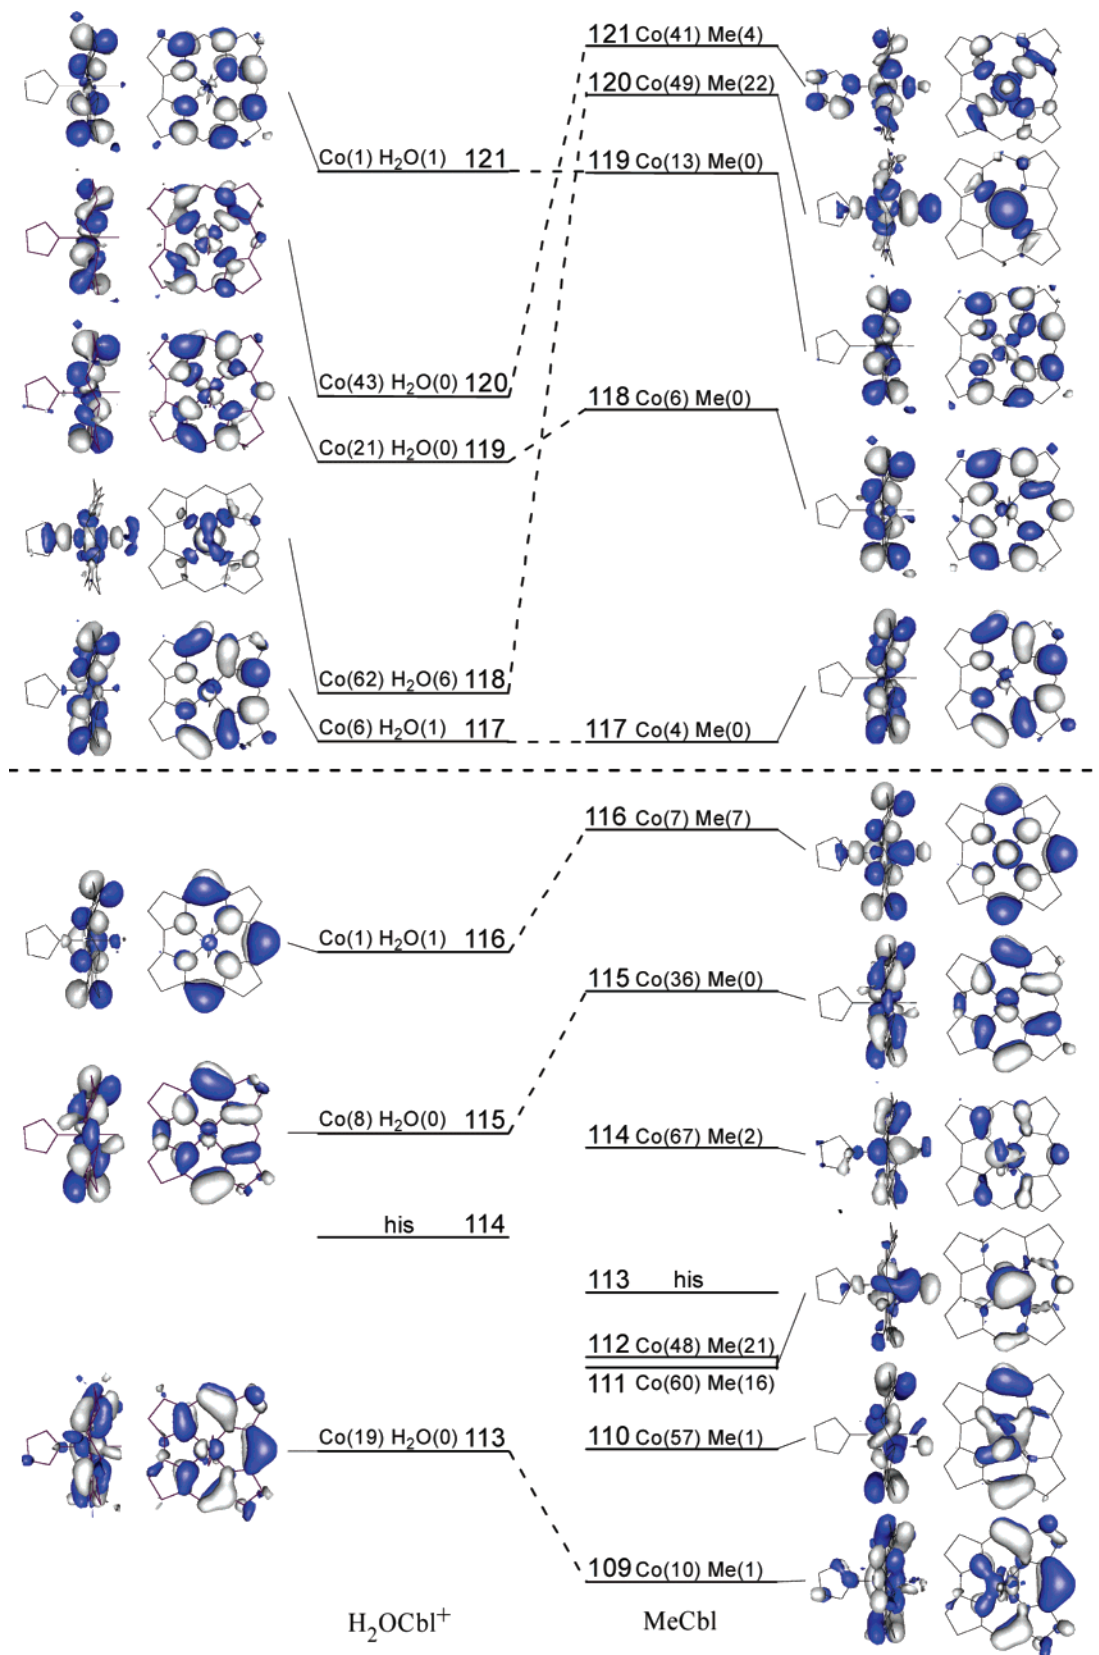 121 Co(41) Me(4)
120 Co(49) Me(22)
Co(1) H₂O(1) 121
119 Co(13) Me(0)
Co(43) H₂O(0) 120
118 Co(6) Me(0)
Co(21) H₂O(0) 119
Co(62) H₂O(6) 118
Co(6) H₂O(1) 117
117 Co(4) Me(0)
116 Co(7) Me(7)
Co(1) H₂O(1) 116
115 Co(36) Me(0)
Co(8) H₂O(0) 115
114 Co(67) Me(2)
his 114
113 his
112 Co(48) Me(21)
111 Co(60) Me(16)
Co(19) H₂O(0) 113
110 Co(57) Me(1)
109 Co(10) Me(1)
H₂OCbl⁺
MeCbl